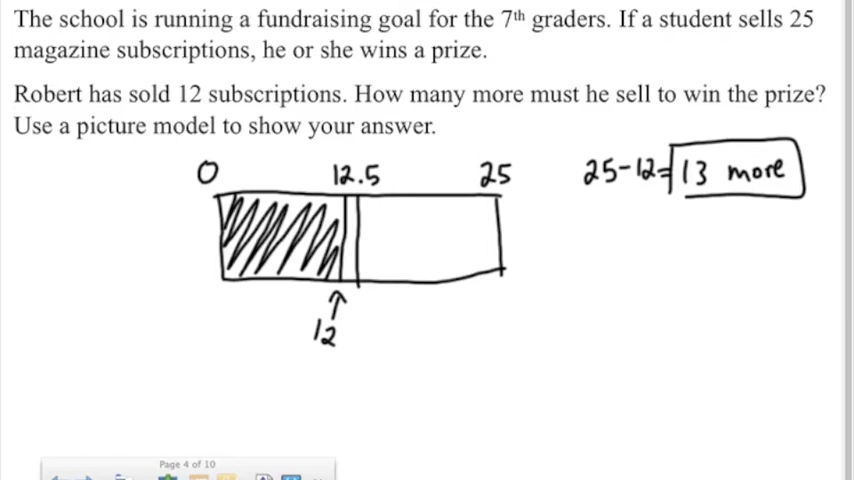 The school is running a fundraising goal for the 7th graders. If a student sells 25
magazine subscriptions, he or she wins a prize.
Robert has sold 12 subscriptions. How many more must he sell to win the prize?
Use a picture model to show your answer.
0 12.5 25
25-12= 13 more
12
Page 4 of 10